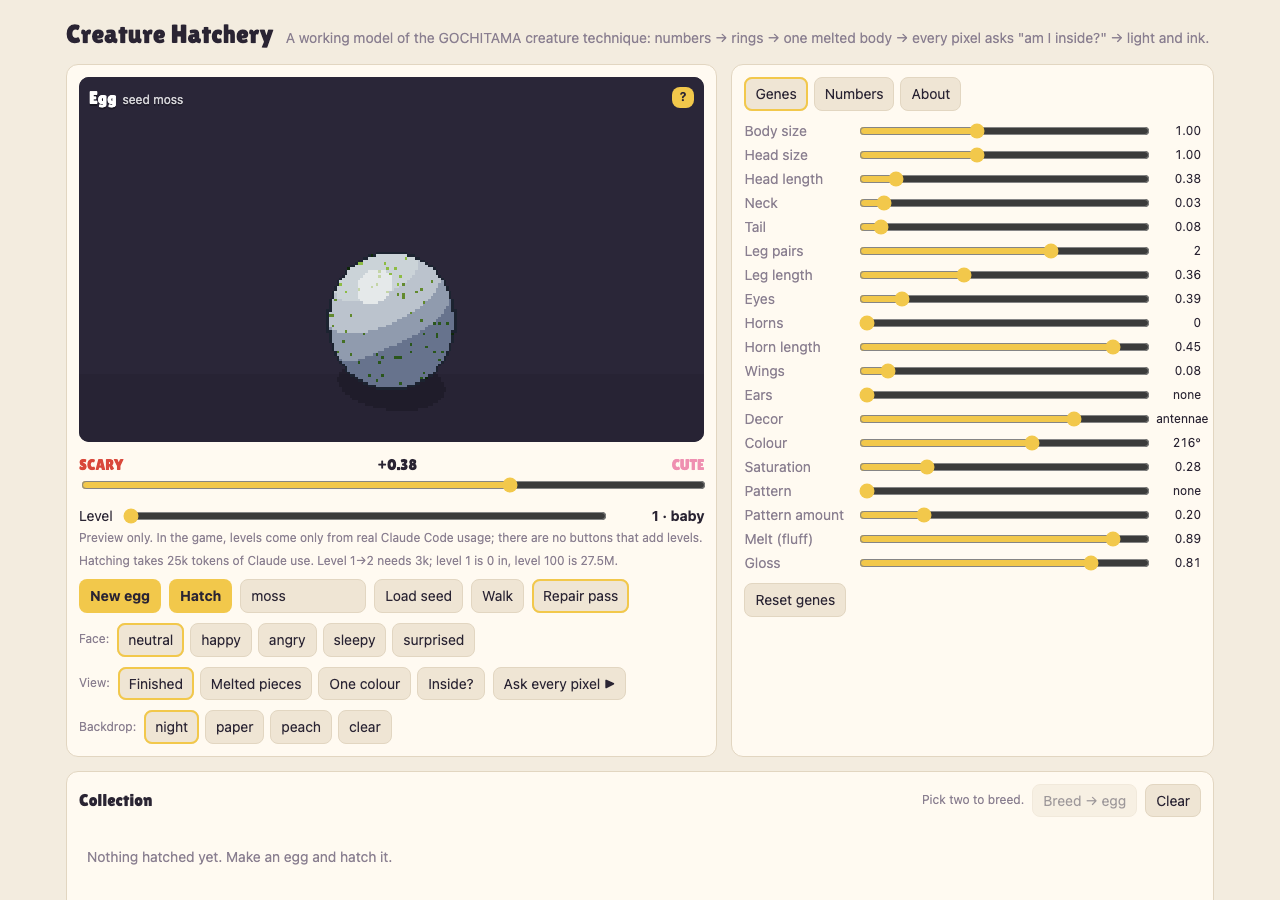 Creature Hatchery
A working model of the GOCHITAMA creature technique: numbers → rings → one melted body → every pixel asks "am I inside?" → light and ink.
Egg seed moss
?
SCARY +0.38 CUTE
Level 1 · baby
Preview only. In the game, levels come only from real Claude Code usage; there are no buttons that add levels.
Hatching takes 25k tokens of Claude use. Level 1→2 needs 3k; level 1 is 0 in, level 100 is 27.5M.
New egg Hatch moss Load seed Walk Repair pass
Face: neutral happy angry sleepy surprised
View: Finished Melted pieces One colour Inside? Ask every pixel ▶
Backdrop: night paper peach clear
Genes Numbers About
Body size 1.00
Head size 1.00
Head length 0.38
Neck 0.03
Tail 0.08
Leg pairs 2
Leg length 0.36
Eyes 0.39
Horns 0
Horn length 0.45
Wings 0.08
Ears none
Decor antennae
Colour 216°
Saturation 0.28
Pattern none
Pattern amount 0.20
Melt (fluff) 0.89
Gloss 0.81
Reset genes
Collection Pick two to breed. Breed → egg Clear
Nothing hatched yet. Make an egg and hatch it.